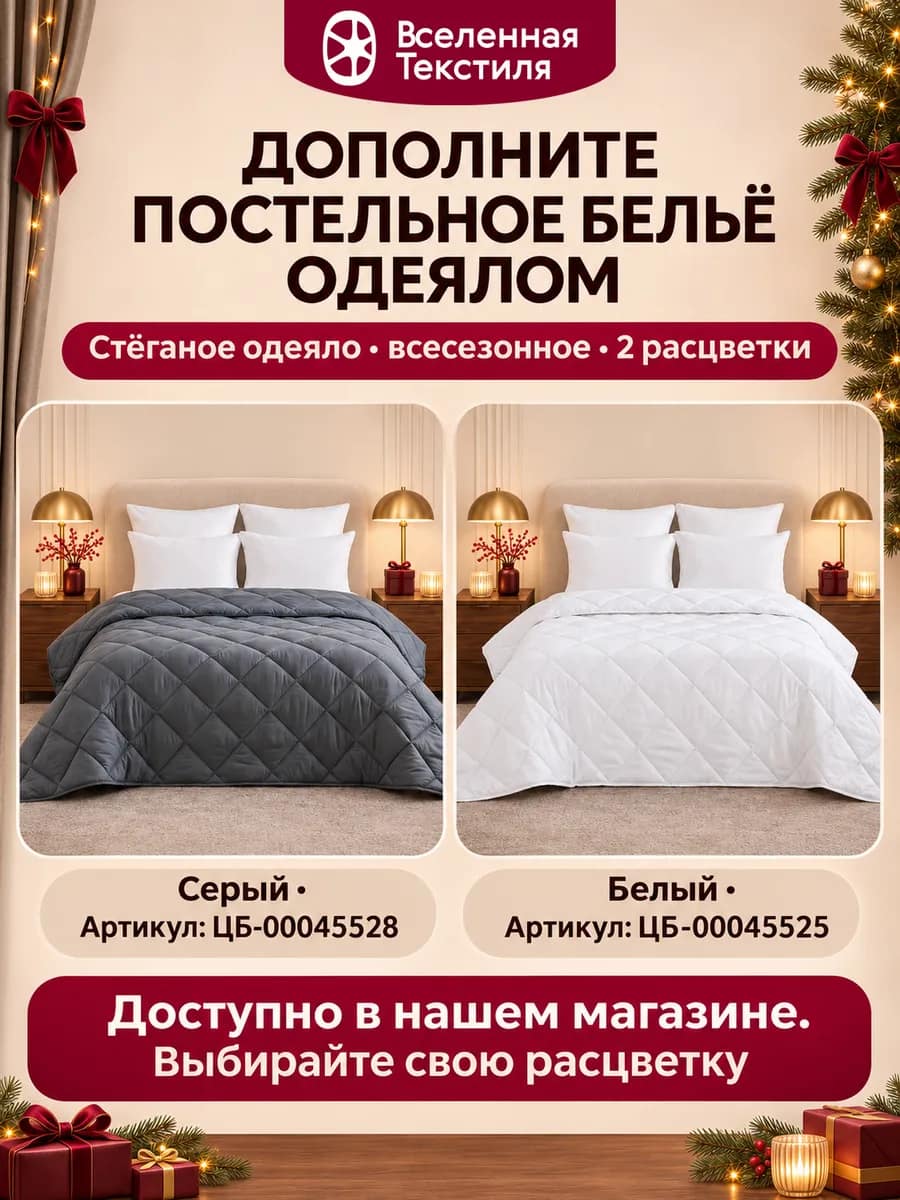 Вселенная
Текстиля
ДОПОЛНИТЕ
ПОСТЕЛЬНОЕ БЕЛЬЁ
ОДЕЯЛОМ
Стёганое одеяло • всесезонное • 2 расцветки
Серый •
Артикул: ЦБ-00045528
Белый •
Артикул: ЦБ-00045525
Доступно в нашем магазине.
Выбирайте свою расцветку